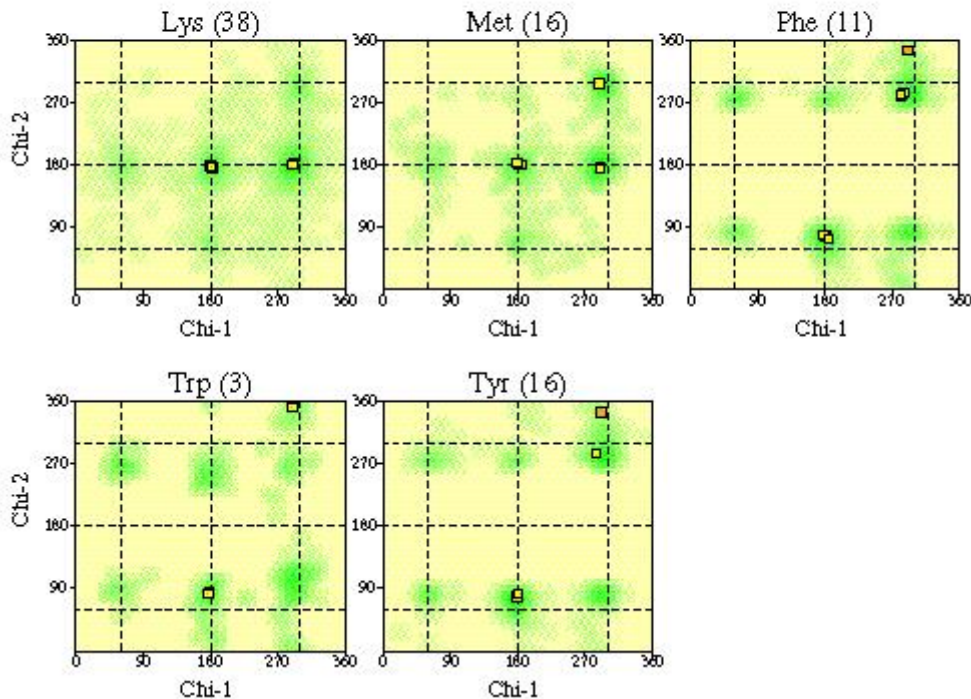 Lys (38) Met (16) Phe (11)
360 360 360
270 270 270
Chi-2
180 180 180
90 90 90
0 90 180 270 360 0 90 180 270 360 0 90 180 270 360
Chi-1 Chi-1 Chi-1
Trp (3) Tyr (16)
360 360
270 270
Chi-2
180 180
90 90
0 90 180 270 360 0 90 180 270 360
Chi-1 Chi-1